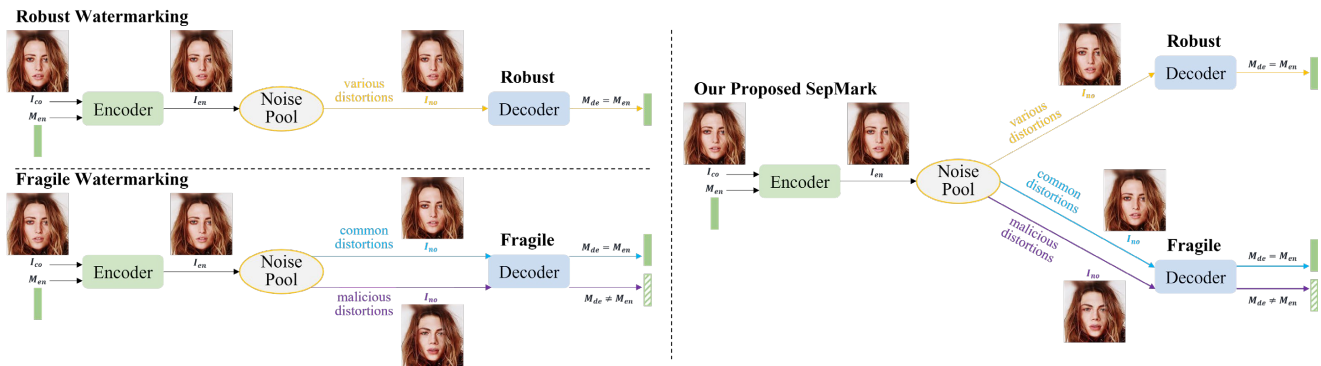 Robust Watermarking
I_co
M_en
Encoder
I_en
Noise
Pool
various
distortions
I_no
Robust
Decoder
M_de = M_en
Fragile Watermarking
I_co
M_en
Encoder
I_en
Noise
Pool
common
distortions
I_no
malicious
distortions
I_no
Fragile
Decoder
M_de = M_en
M_de ≠ M_en
Our Proposed SepMark
I_co
M_en
Encoder
I_en
Noise
Pool
various
distortions
I_no
Robust
Decoder
M_de = M_en
common
distortions
I_no
malicious
distortions
I_no
Fragile
Decoder
M_de = M_en
M_de ≠ M_en